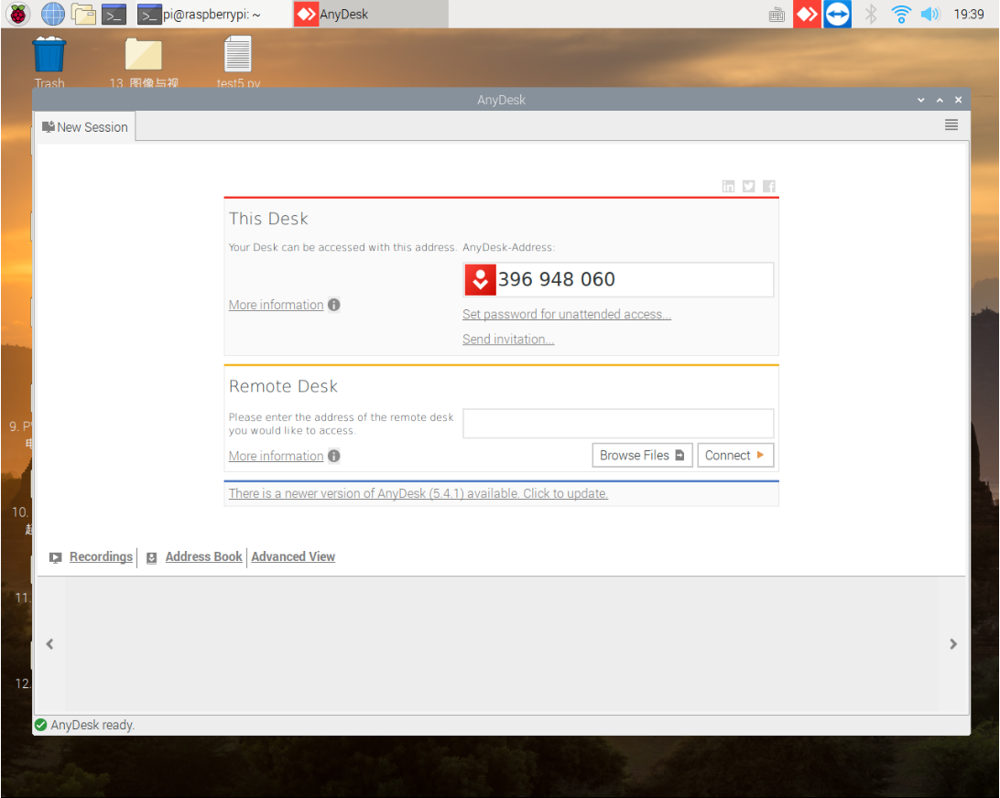 pi@raspberrypi: ~
AnyDesk
19:39
Trash
13. 图像与视
test5.py
AnyDesk
New Session
This Desk
Your Desk can be accessed with this address.
AnyDesk-Address:
396 948 060
More information
Set password for unattended access...
Send invitation...
Remote Desk
Please enter the address of the remote desk
you would like to access.
More information
Browse Files
Connect
There is a newer version of AnyDesk (5.4.1) available. Click to update.
Recordings
Address Book
Advanced View
9. P
10.
11.
12.
AnyDesk ready.